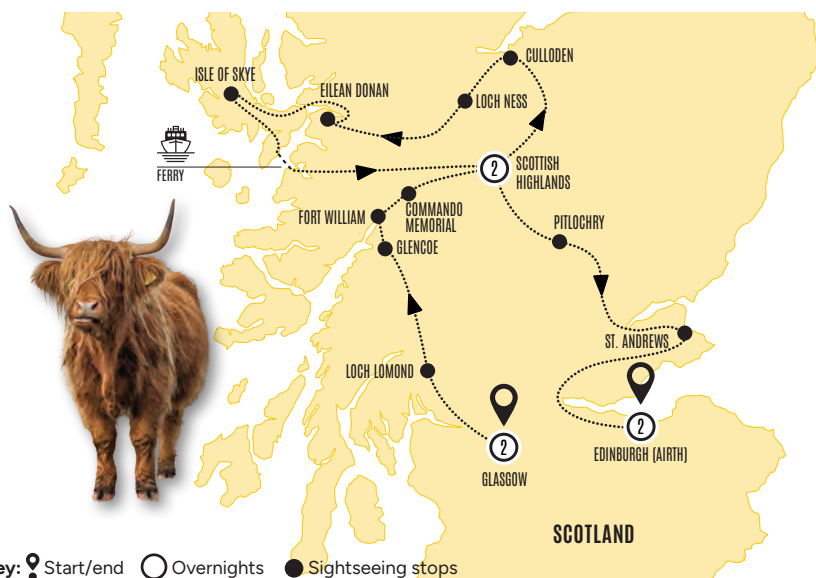 CULLODEN
ISLE OF SKYE
EILEAN DONAN
LOCH NESS
FERRY
2
SCOTTISH
HIGHLANDS
COMMANDO
MEMORIAL
FORT WILLIAM
PITLOCHRY
GLENCOE
ST. ANDREWS
LOCH LOMOND
2
EDINBURGH (AIRTH)
2
GLASGOW
SCOTLAND
ey: Start/end Overnights Sightseeing stops